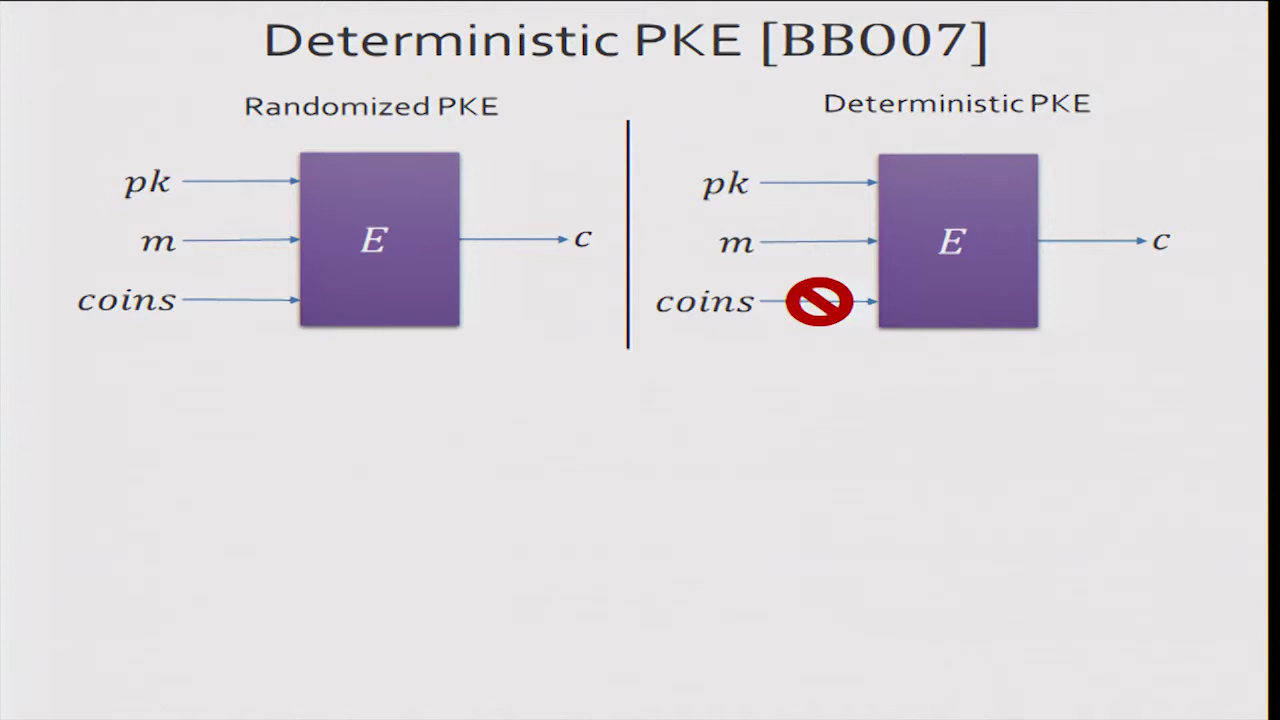 Deterministic PKE [BBO07]
Randomized PKE
pk
m
coins
E
c
Deterministic PKE
pk
m
coins
E
c